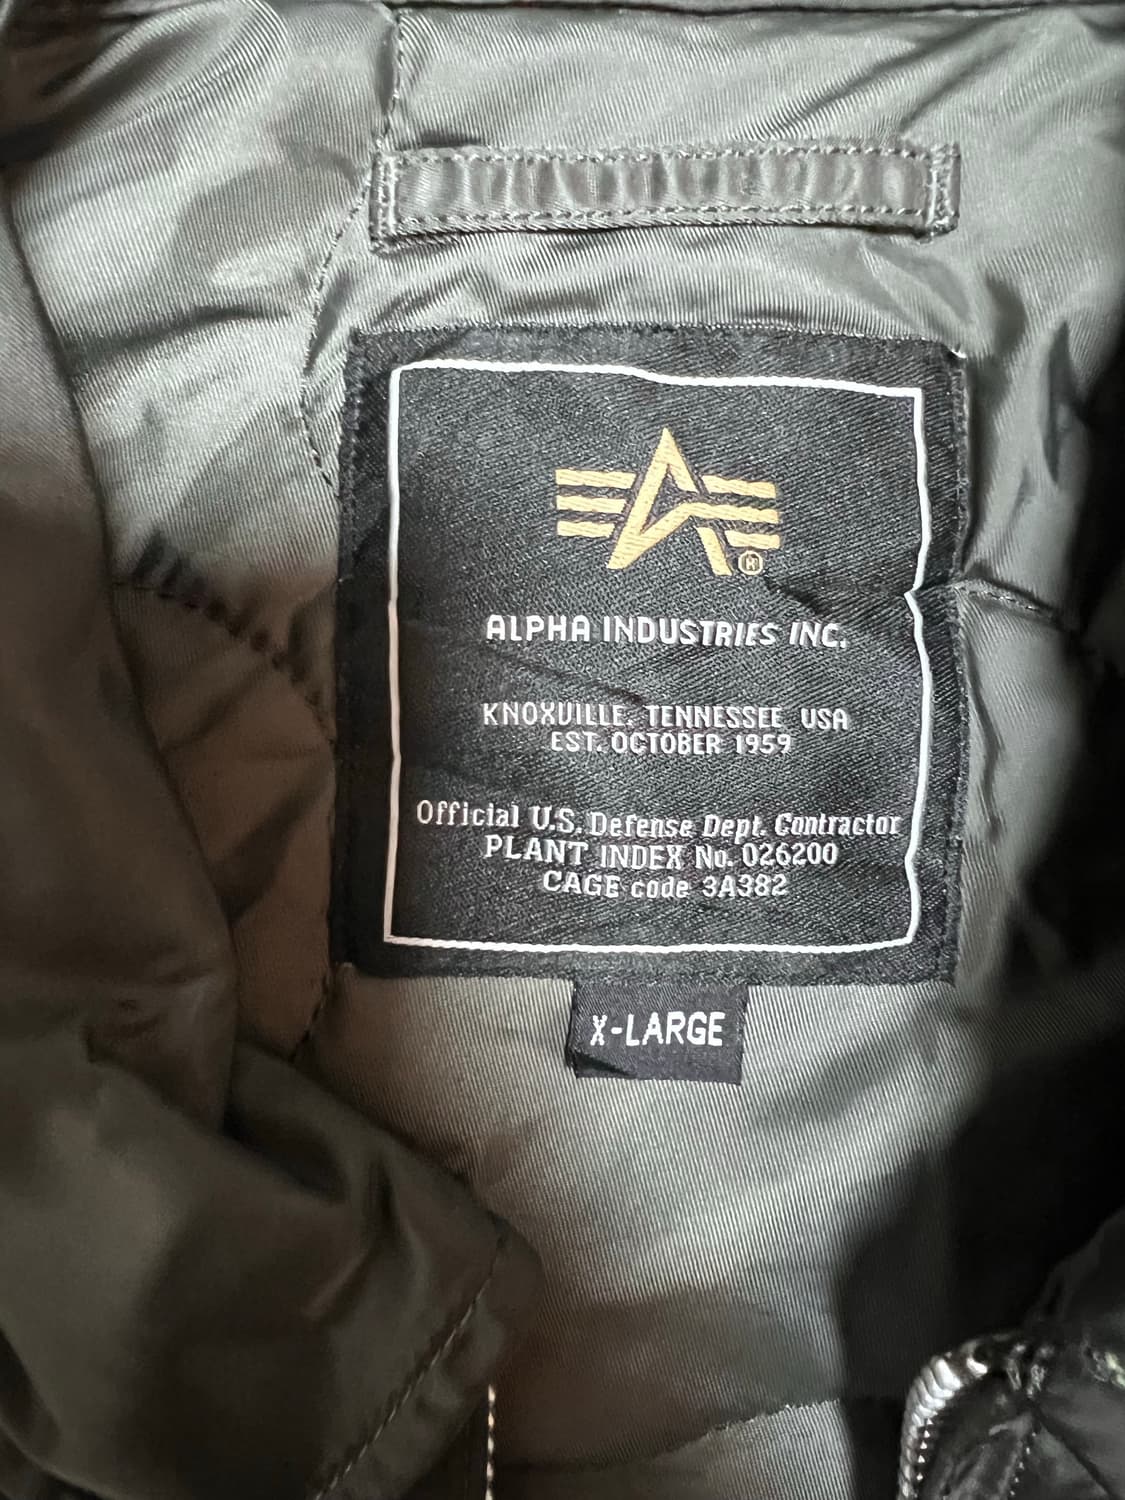 ®
ALPHA INDUSTRIES INC.
KNOXVILLE, TENNESSEE USA
EST. OCTOBER 1959
Official U.S. Defense Dept. Contractor
PLANT INDEX No. 026200
CAGE code 3A382
X-LARGE